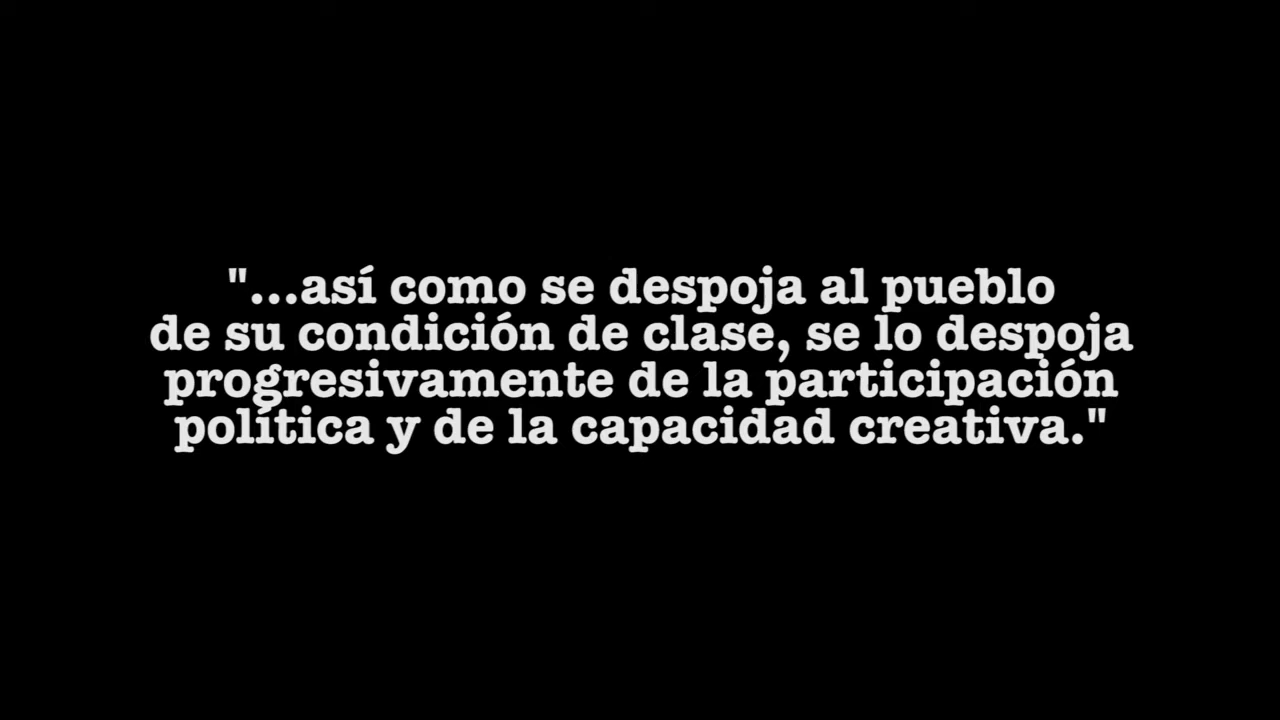 "...así como se despoja al pueblo
de su condición de clase, se lo despoja
progresivamente de la participación
política y de la capacidad creativa."